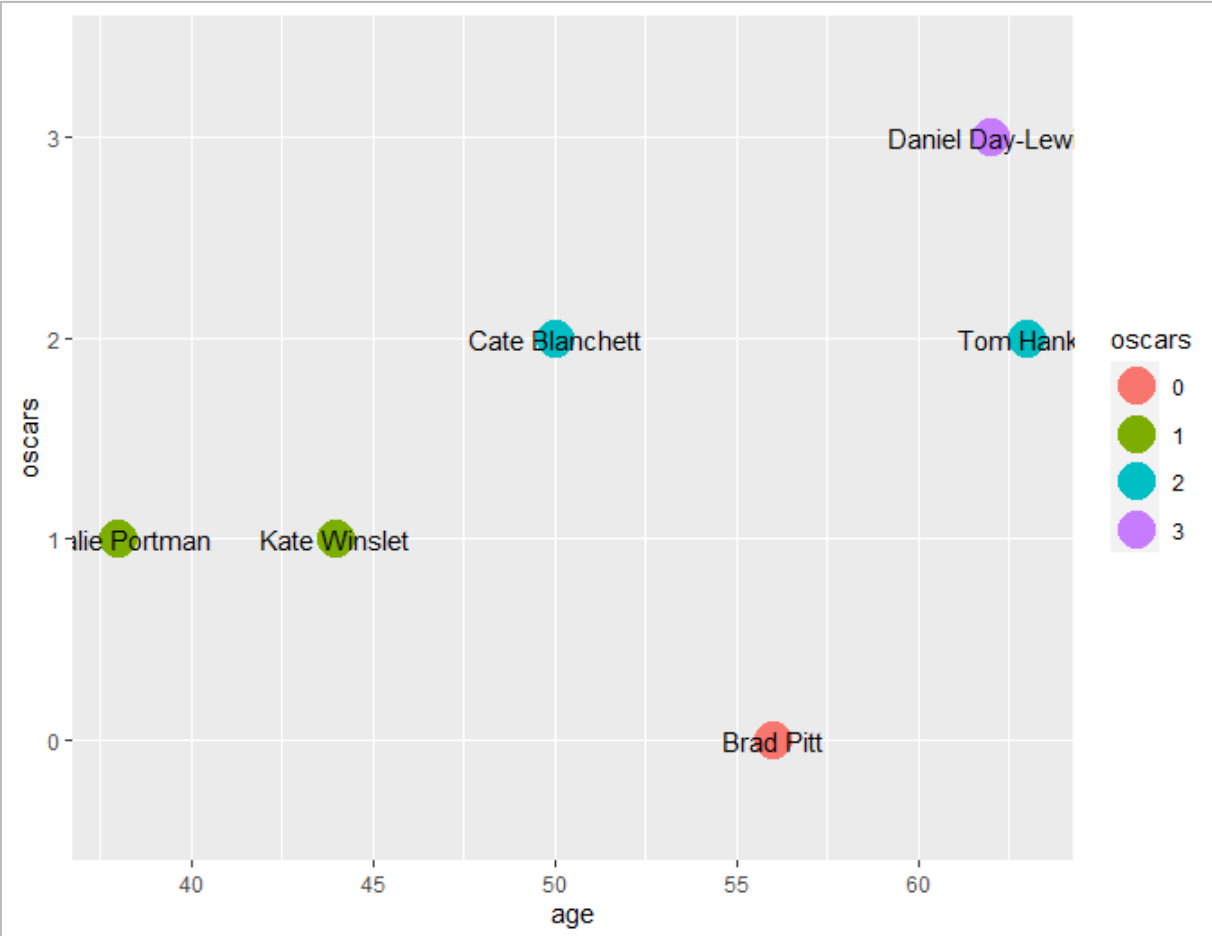 3
Daniel Day-Lewi
2
Cate Blanchett
Tom Hank
oscars
0
1
2
3
oscars
1
alie Portman
Kate Winslet
0
Brad Pitt
40 45 50 55 60
age